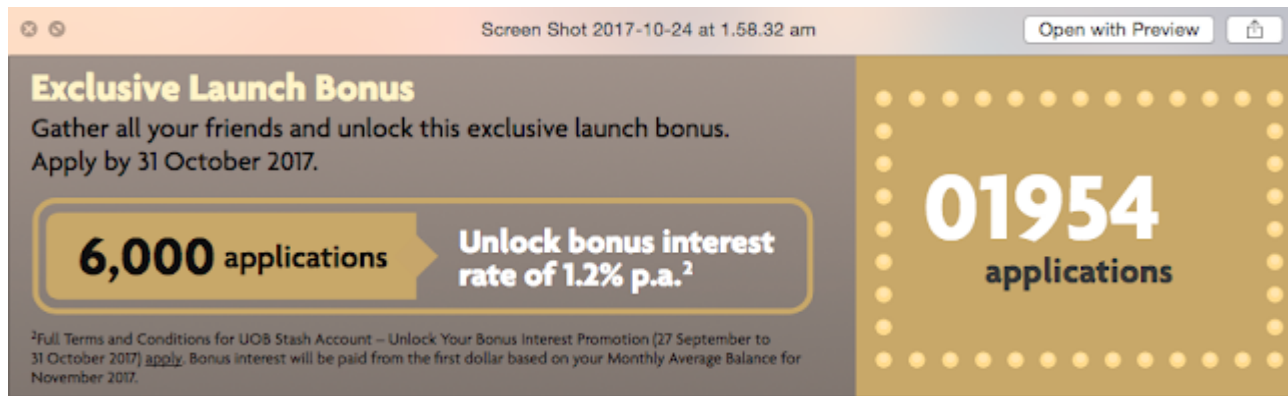 Screen Shot 2017-10-24 at 1.58.32 am
Open with Preview
Exclusive Launch Bonus
Gather all your friends and unlock this exclusive launch bonus.
Apply by 31 October 2017.
6,000 applications
Unlock bonus interest
rate of 1.2% p.a.²
²Full Terms and Conditions for UOB Stash Account – Unlock Your Bonus Interest Promotion (27 September to
31 October 2017) apply. Bonus interest will be paid from the first dollar based on your Monthly Average Balance for
November 2017.
01954
applications